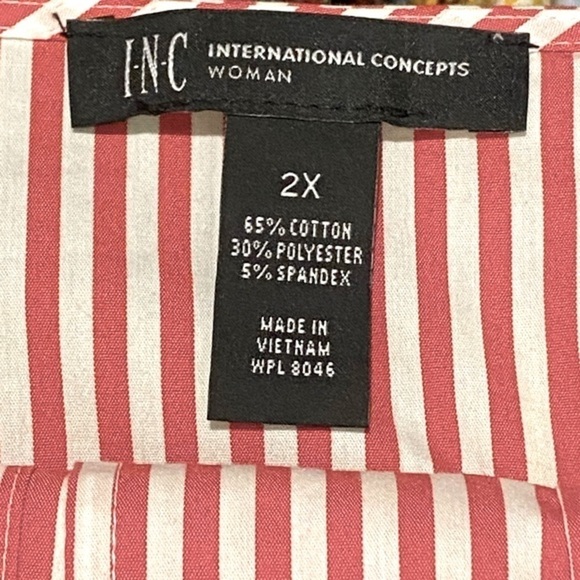 I·N·C INTERNATIONAL CONCEPTS
WOMAN
2X
65% COTTON
30% POLYESTER
5% SPANDEX
MADE IN
VIETNAM
WPL 8046